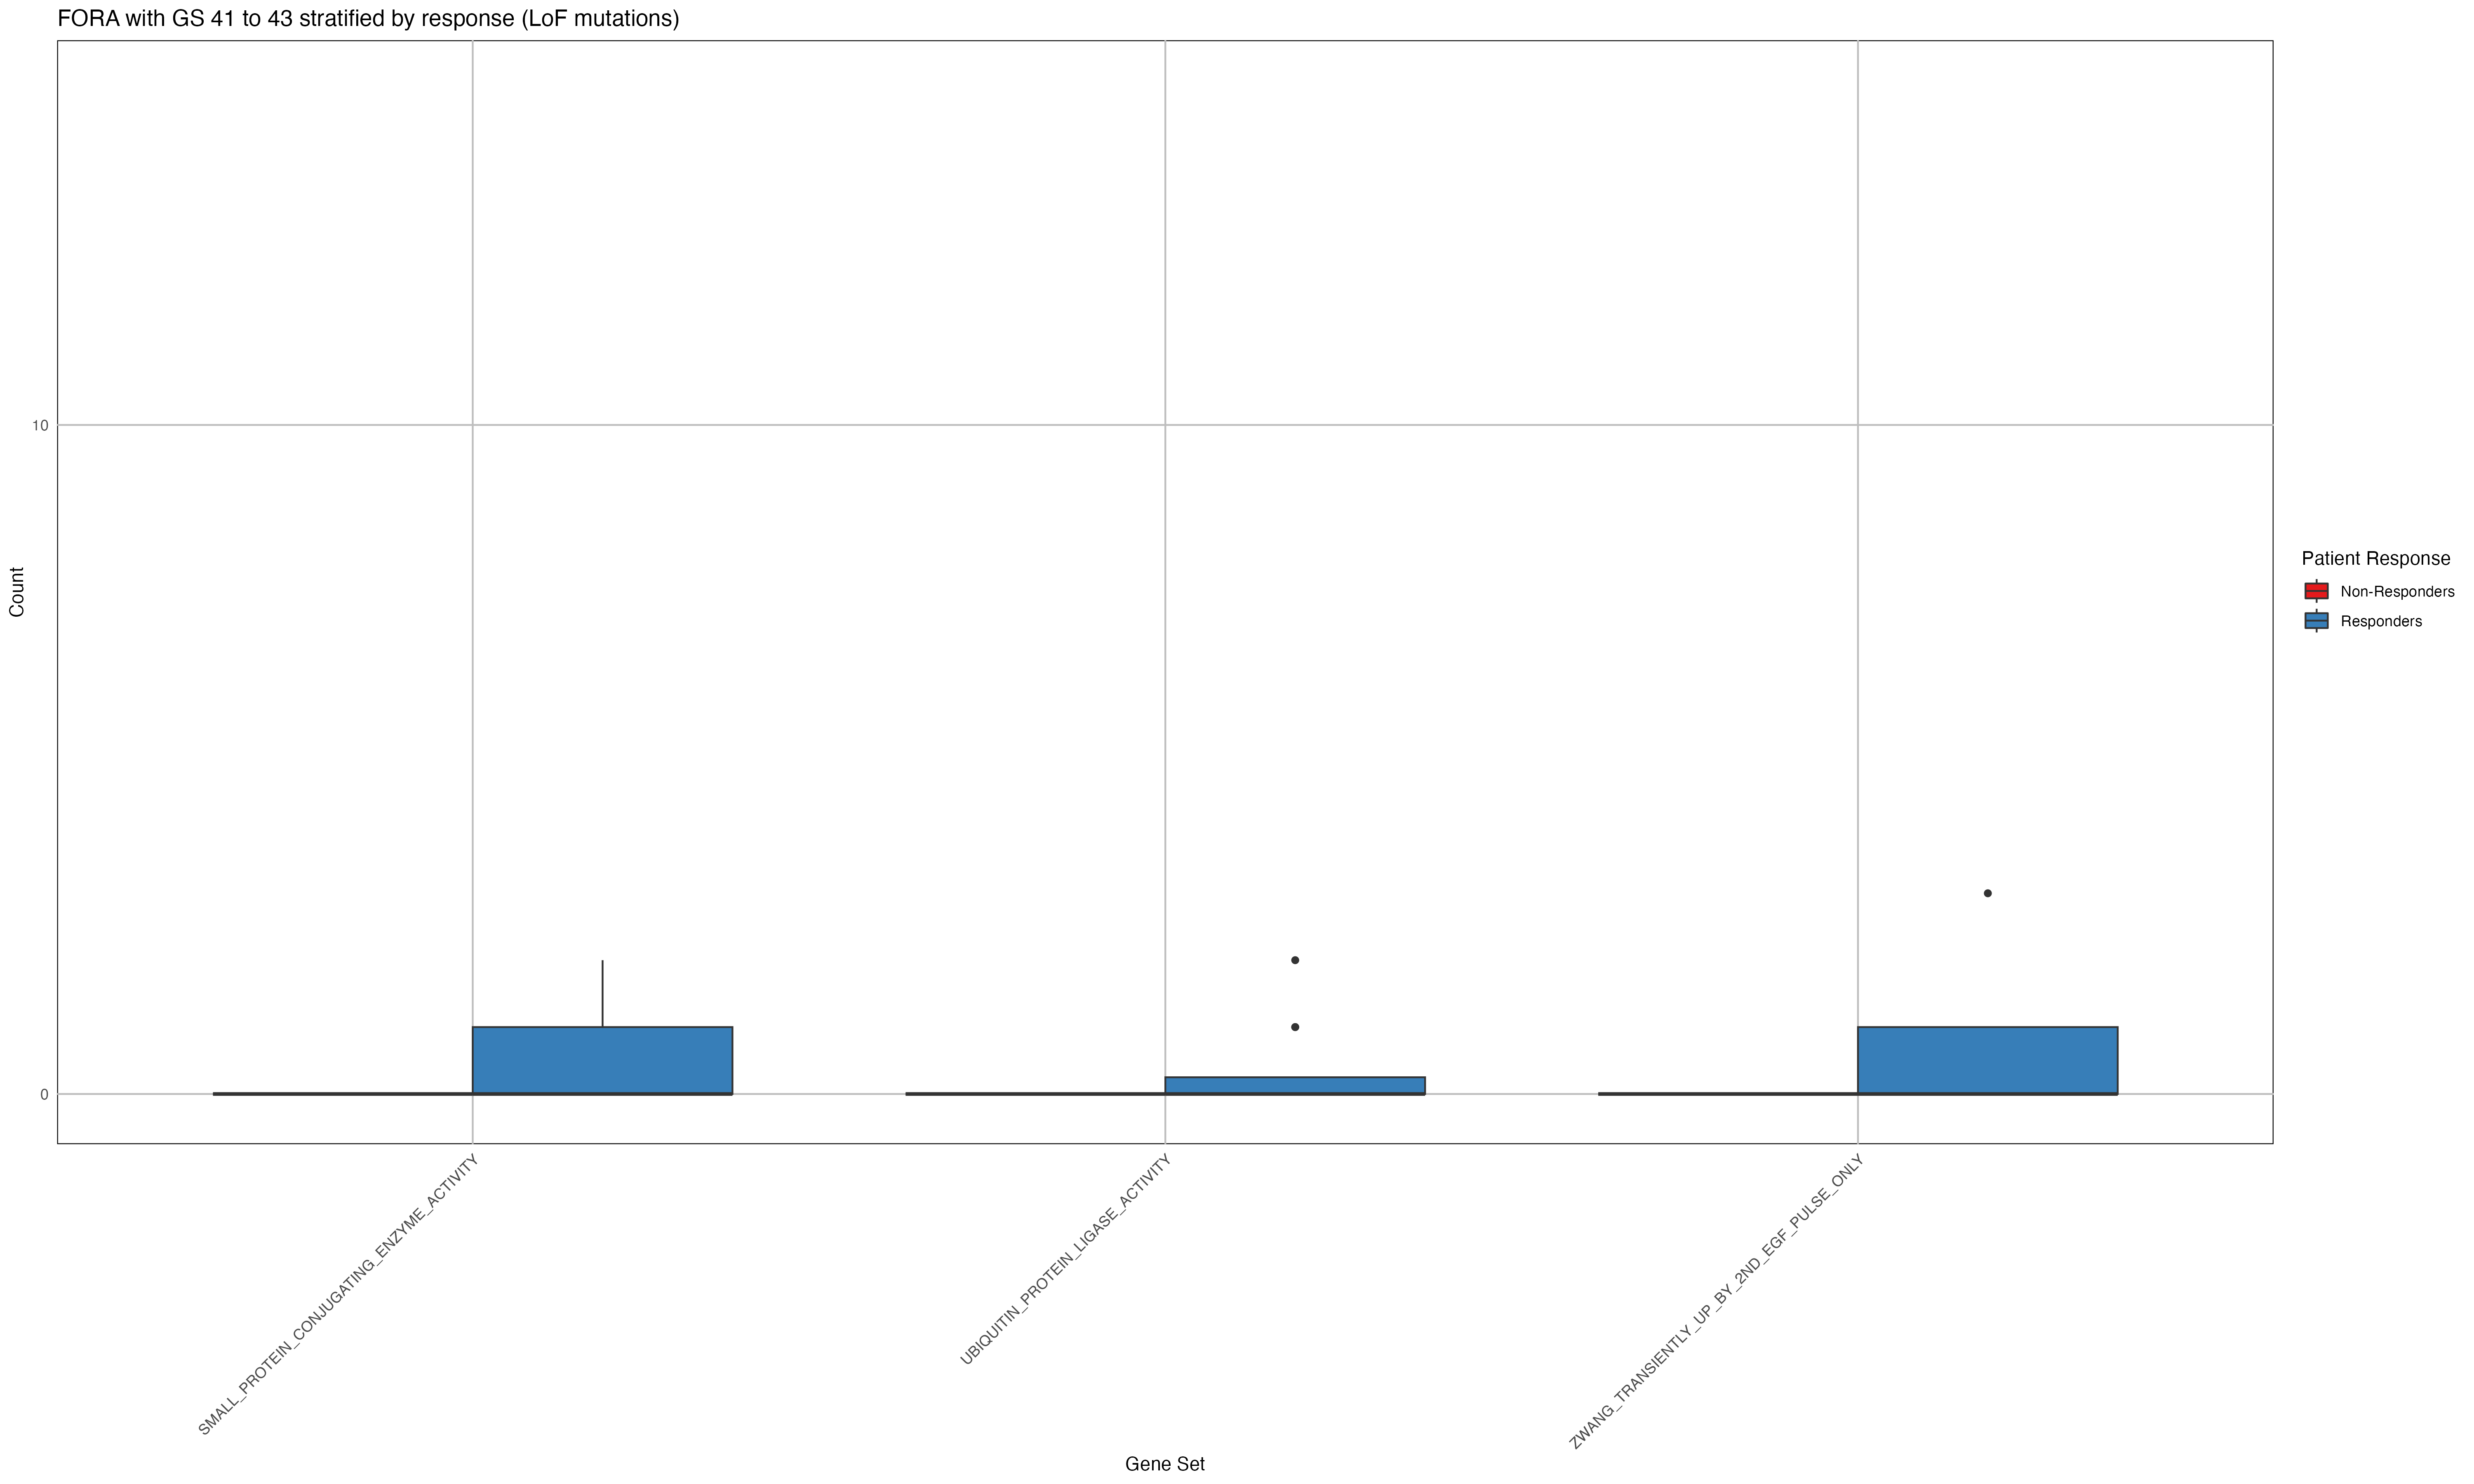 FORA with GS 41 to 43 stratified by response (LoF mutations)
Count
10
0
Patient Response
Non-Responders
Responders
SMALL_PROTEIN_CONJUGATING_ENZYME_ACTIVITY
UBIQUITIN_PROTEIN_LIGASE_ACTIVITY
ZWANG_TRANSIENTLY_UP_BY_2ND_EGF_PULSE_ONLY
Gene Set